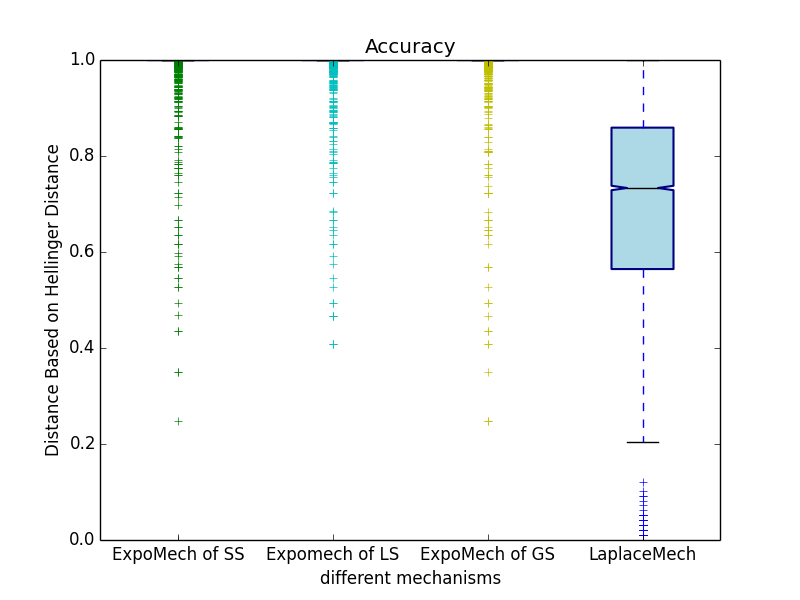 Accuracy
Distance Based on Hellinger Distance
1.0
0.8
0.6
0.4
0.2
0.0
ExpoMech of SS
Expomech of LS
ExpoMech of GS
LaplaceMech
different mechanisms